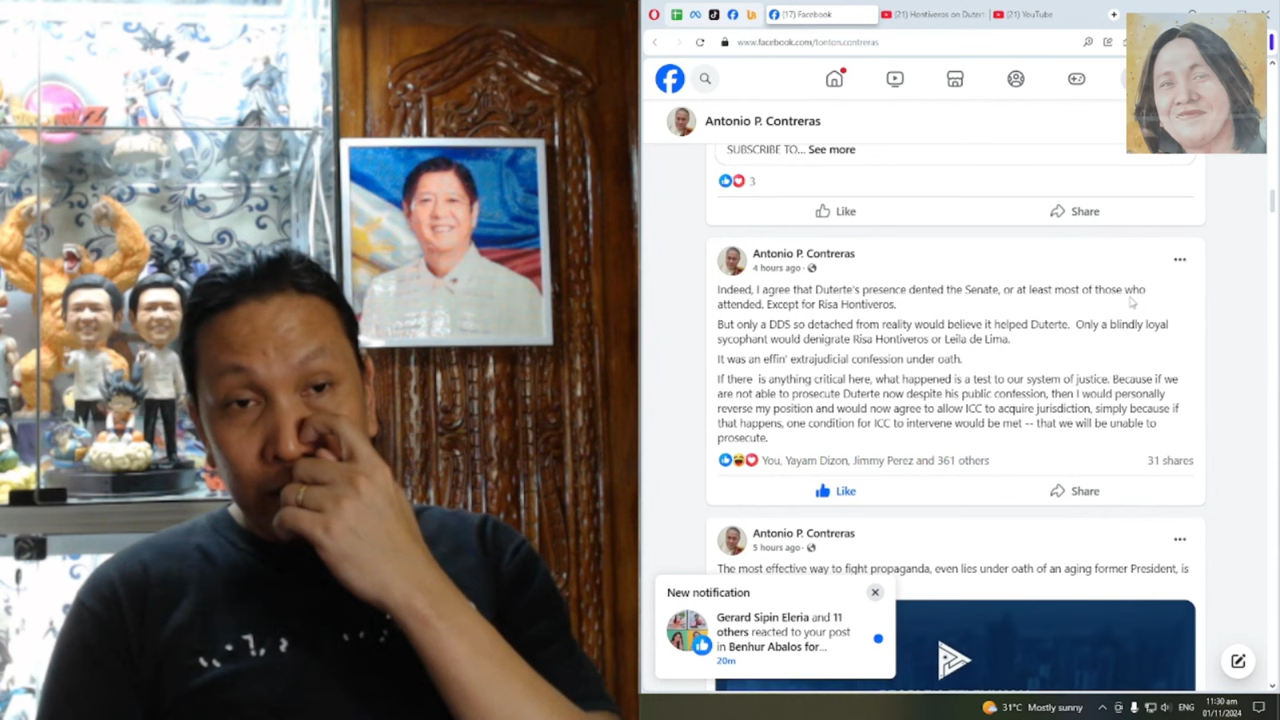 (17) Facebook
(21) Hontiveros on Dutert
(21) YouTube
www.facebook.com/tonton.contreras
Antonio P. Contreras
SUBSCRIBE TO... See more
3
Like
Share
Antonio P. Contreras
4 hours ago
Indeed, I agree that Duterte's presence dented the Senate, or at least most of those who
attended. Except for Risa Hontiveros.
But only a DDS so detached from reality would believe it helped Duterte. Only a blindly loyal
sycophant would denigrate Risa Hontiveros or Leila de Lima.
It was an effin' extrajudicial confession under oath.
If there is anything critical here, what happened is a test to our system of justice. Because if we
are not able to prosecute Duterte now despite his public confession, then I would personally
reverse my position and would now agree to allow ICC to acquire jurisdiction, simply because if
that happens, one condition for ICC to intervene would be met -- that we will be unable to
prosecute.
You, Yayam Dizon, Jimmy Perez and 361 others
31 shares
Like
Share
Antonio P. Contreras
5 hours ago
The most effective way to fight propaganda, even lies under oath of an aging former President, is
New notification
Gerard Sipin Eleria and 11
others reacted to your post
in Benhur Abalos for...
20m
31°C Mostly sunny
ENG
11:30 am
01/11/2024